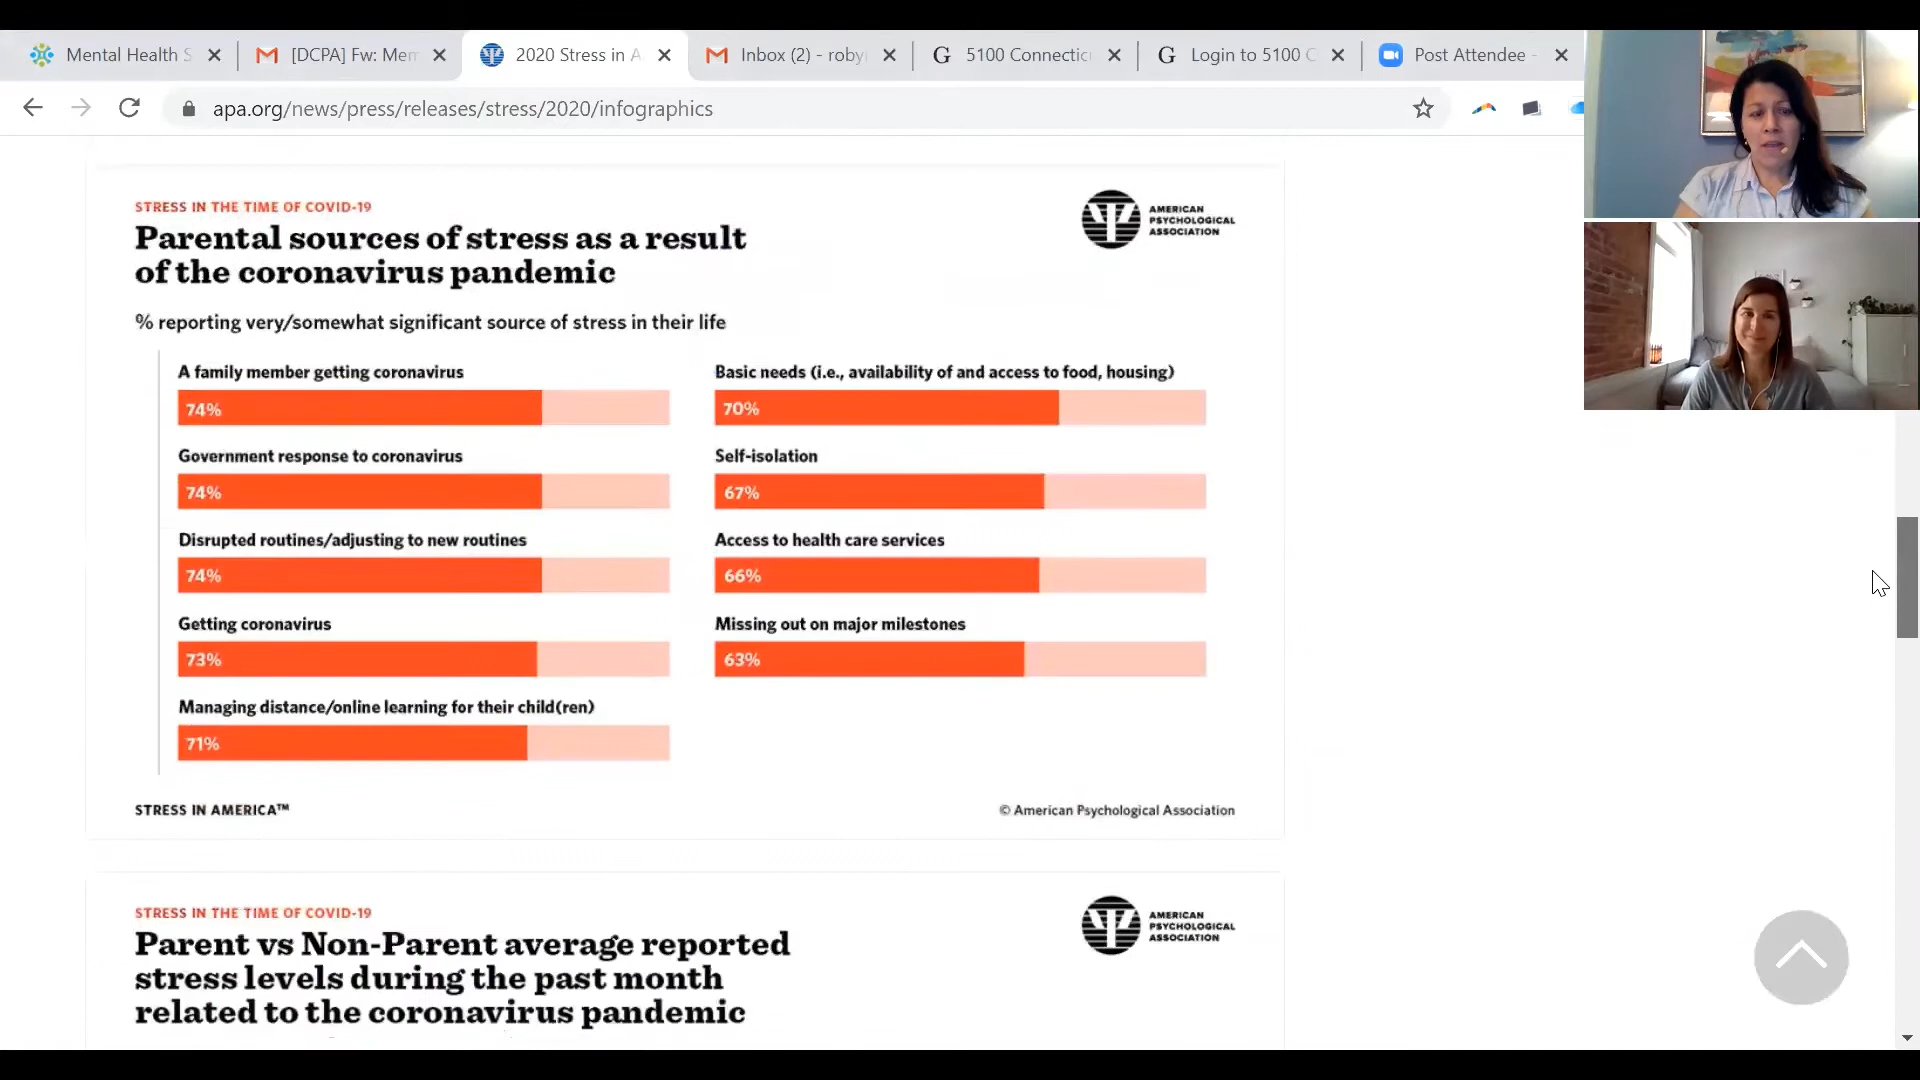 Mental Health S
[DCPA] Fw: Mem
2020 Stress in A
Inbox (2) - roby
5100 Connectic
Login to 5100 C
Post Attendee -
apa.org/news/press/releases/stress/2020/infographics
STRESS IN THE TIME OF COVID-19
Parental sources of stress as a result
of the coronavirus pandemic
AMERICAN
PSYCHOLOGICAL
ASSOCIATION
% reporting very/somewhat significant source of stress in their life
A family member getting coronavirus
74%
Government response to coronavirus
74%
Disrupted routines/adjusting to new routines
74%
Getting coronavirus
73%
Managing distance/online learning for their child(ren)
71%
Basic needs (i.e., availability of and access to food, housing)
70%
Self-isolation
67%
Access to health care services
66%
Missing out on major milestones
63%
STRESS IN AMERICA™
© American Psychological Association
STRESS IN THE TIME OF COVID-19
Parent vs Non-Parent average reported
stress levels during the past month
related to the coronavirus pandemic
AMERICAN
PSYCHOLOGICAL
ASSOCIATION